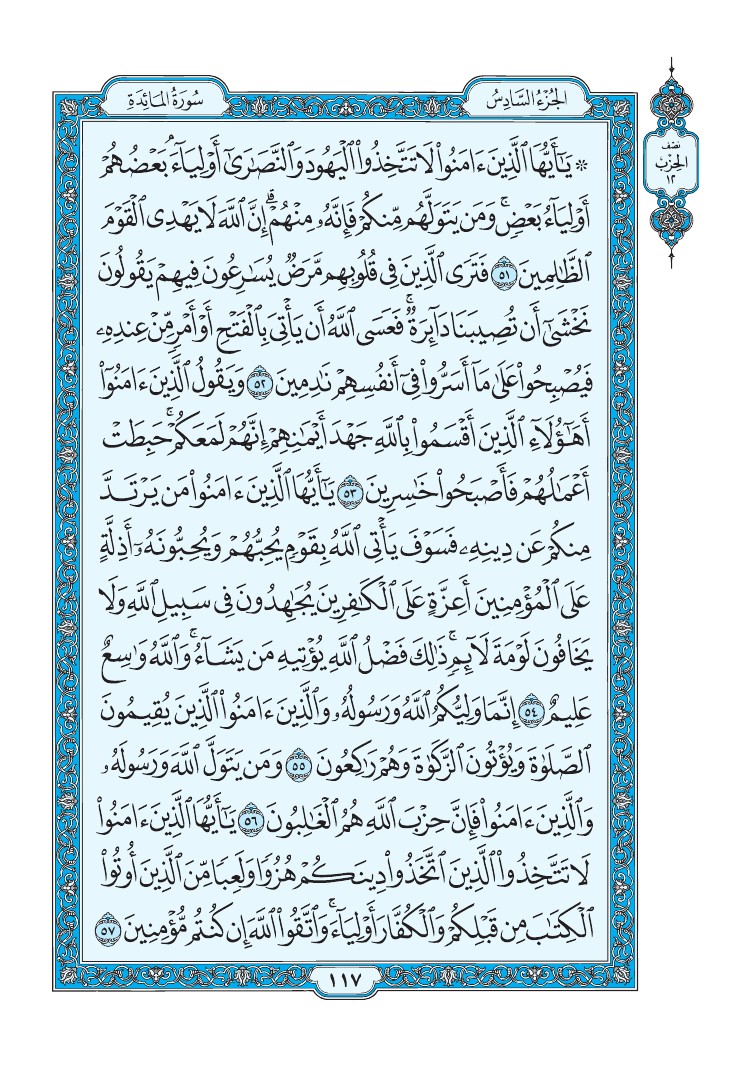 الجُزْءُ السَّادِسُ
سُورَةُ المَائِدَةِ
نصف
الحِزْب
١٢
۞ يَٰٓأَيُّهَا ٱلَّذِينَ ءَامَنُوا۟ لَا تَتَّخِذُوا۟ ٱلْيَهُودَ وَٱلنَّصَٰرَىٰٓ أَوْلِيَآءَ ۘ بَعْضُهُمْ
أَوْلِيَآءُ بَعْضٍ ۚ وَمَن يَتَوَلَّهُم مِّنكُمْ فَإِنَّهُۥ مِنْهُمْ ۗ إِنَّ ٱللَّهَ لَا يَهْدِى ٱلْقَوْمَ
ٱلظَّٰلِمِينَ ٥١ فَتَرَى ٱلَّذِينَ فِى قُلُوبِهِم مَّرَضٌ يُسَٰرِعُونَ فِيهِمْ يَقُولُونَ
نَخْشَىٰٓ أَن تُصِيبَنَا دَآئِرَةٌ ۚ فَعَسَى ٱللَّهُ أَن يَأْتِىَ بِٱلْفَتْحِ أَوْ أَمْرٍ مِّنْ عِندِهِۦ
فَيُصْبِحُوا۟ عَلَىٰ مَآ أَسَرُّوا۟ فِىٓ أَنفُسِهِمْ نَٰدِمِينَ ٥٢ وَيَقُولُ ٱلَّذِينَ ءَامَنُوٓا۟
أَهَٰٓؤُلَآءِ ٱلَّذِينَ أَقْسَمُوا۟ بِٱللَّهِ جَهْدَ أَيْمَٰنِهِمْ إِنَّهُمْ لَمَعَكُمْ ۚ حَبِطَتْ
أَعْمَٰلُهُمْ فَأَصْبَحُوا۟ خَٰسِرِينَ ٥٣ يَٰٓأَيُّهَا ٱلَّذِينَ ءَامَنُوا۟ مَن يَرْتَدَّ
مِنكُمْ عَن دِينِهِۦ فَسَوْفَ يَأْتِى ٱللَّهُ بِقَوْمٍ يُحِبُّهُمْ وَيُحِبُّونَهُۥٓ أَذِلَّةٍ
عَلَى ٱلْمُؤْمِنِينَ أَعِزَّةٍ عَلَى ٱلْكَٰفِرِينَ يُجَٰهِدُونَ فِى سَبِيلِ ٱللَّهِ وَلَا
يَخَافُونَ لَوْمَةَ لَآئِمٍ ۚ ذَٰلِكَ فَضْلُ ٱللَّهِ يُؤْتِيهِ مَن يَشَآءُ ۚ وَٱللَّهُ وَٰسِعٌ
عَلِيمٌ ٥٤ إِنَّمَا وَلِيُّكُمُ ٱللَّهُ وَرَسُولُهُۥ وَٱلَّذِينَ ءَامَنُوا۟ ٱلَّذِينَ يُقِيمُونَ
ٱلصَّلَوٰةَ وَيُؤْتُونَ ٱلزَّكَوٰةَ وَهُمْ رَٰكِعُونَ ٥٥ وَمَن يَتَوَلَّ ٱللَّهَ وَرَسُولَهُۥ
وَٱلَّذِينَ ءَامَنُوا۟ فَإِنَّ حِزْبَ ٱللَّهِ هُمُ ٱلْغَٰلِبُونَ ٥٦ يَٰٓأَيُّهَا ٱلَّذِينَ ءَامَنُوا۟
لَا تَتَّخِذُوا۟ ٱلَّذِينَ ٱتَّخَذُوا۟ دِينَكُمْ هُزُوًا وَلَعِبًا مِّنَ ٱلَّذِينَ أُوتُوا۟
ٱلْكِتَٰبَ مِن قَبْلِكُمْ وَٱلْكُفَّارَ أَوْلِيَآءَ ۚ وَٱتَّقُوا۟ ٱللَّهَ إِن كُنتُم مُّؤْمِنِينَ ٥٧
١١٧